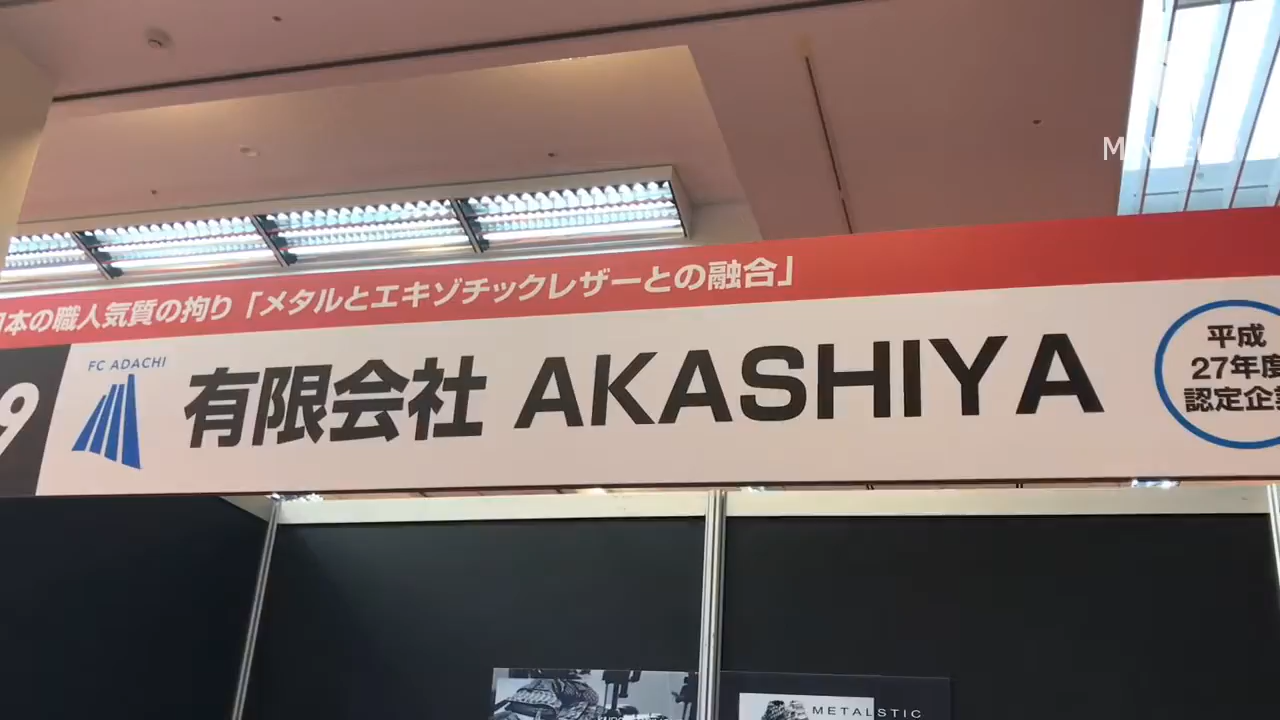 本の職人気質の拘り「メタルとエキゾチックレザーとの融合」
9
FC ADACHI
有限会社 AKASHIYA
平成
27年度
認定企業
METALSTIC